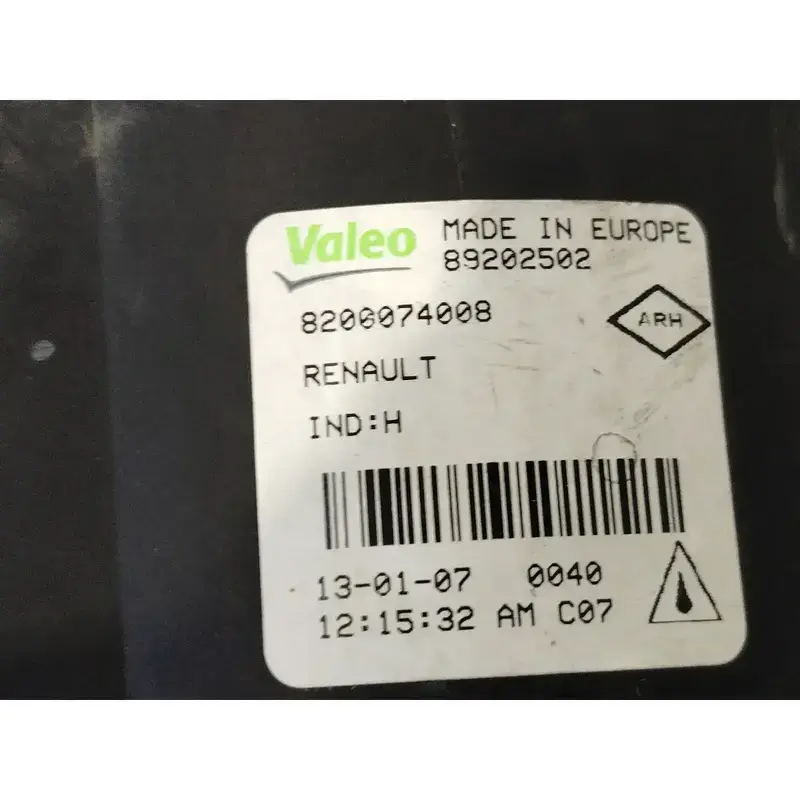 Valeo MADE IN EUROPE
89202502
8200074008
ARH
RENAULT
IND:H
13-01-07 0040
12:15:32 AM C07